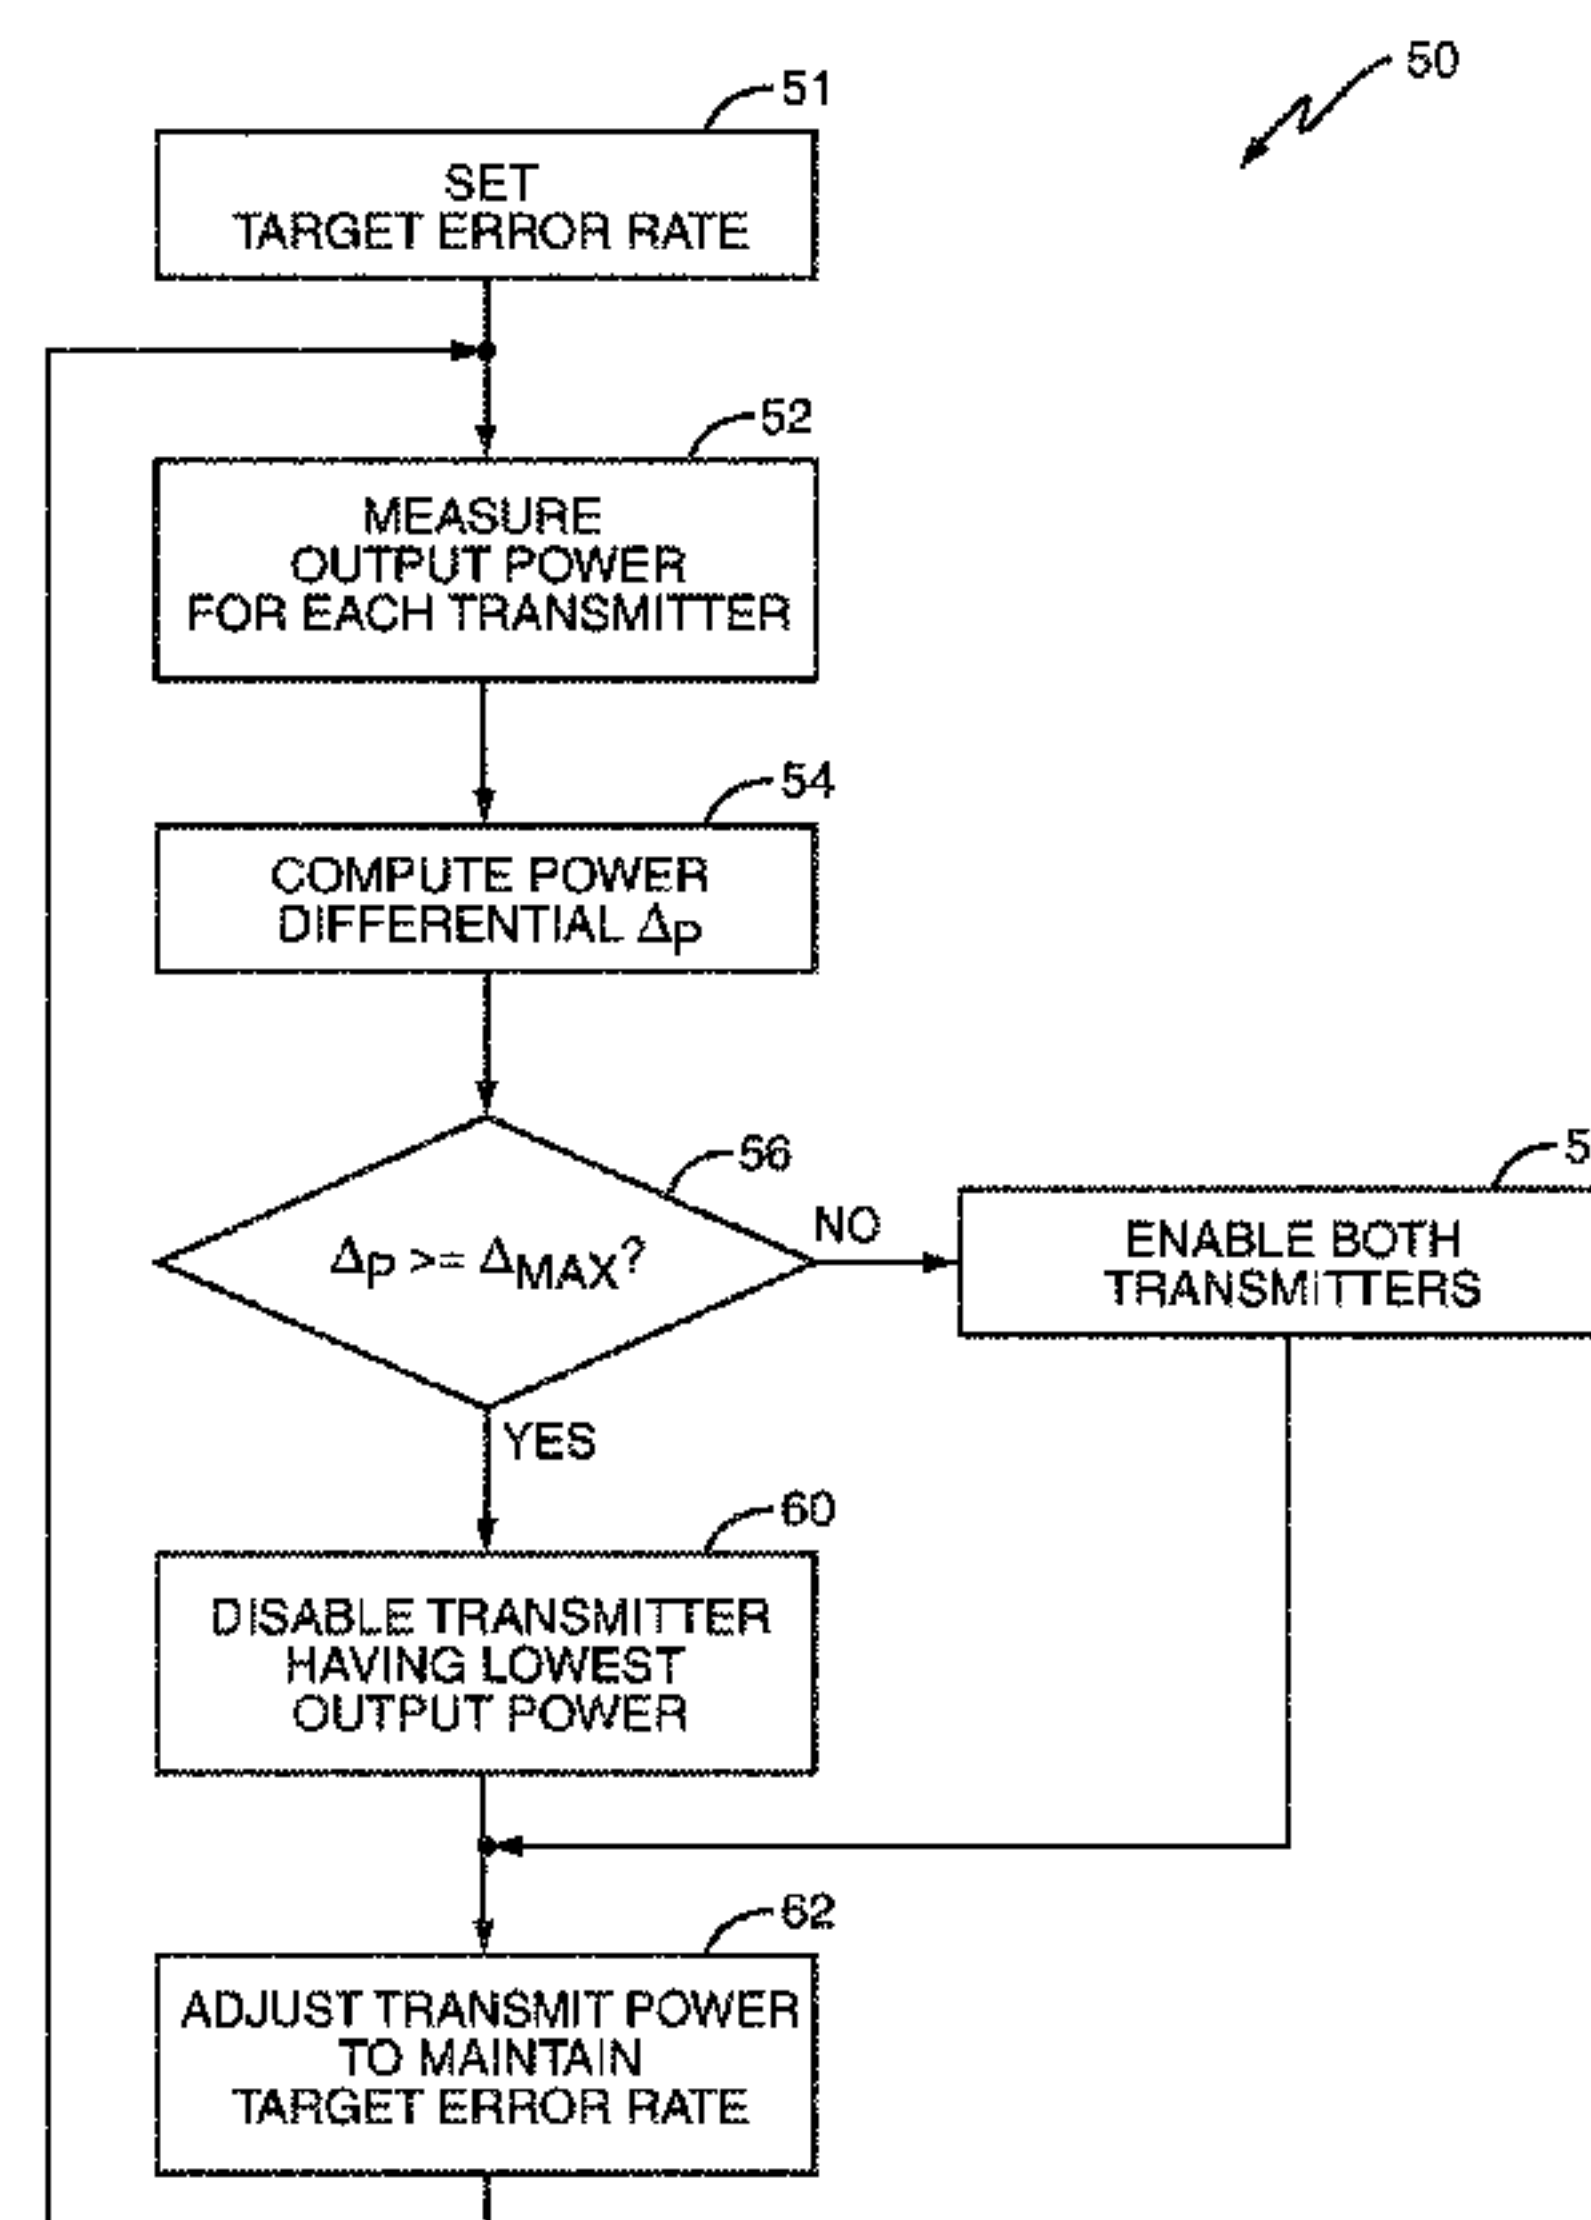 50
51
SET
TARGET ERROR RATE
52
MEASURE
OUTPUT POWER
FOR EACH TRANSMITTER
54
COMPUTE POWER
DIFFERENTIAL Δp
56
Δp >= ΔMAX?
NO
YES
5
ENABLE BOTH
TRANSMITTERS
60
DISABLE TRANSMITTER
HAVING LOWEST
OUTPUT POWER
62
ADJUST TRANSMIT POWER
TO MAINTAIN
TARGET ERROR RATE